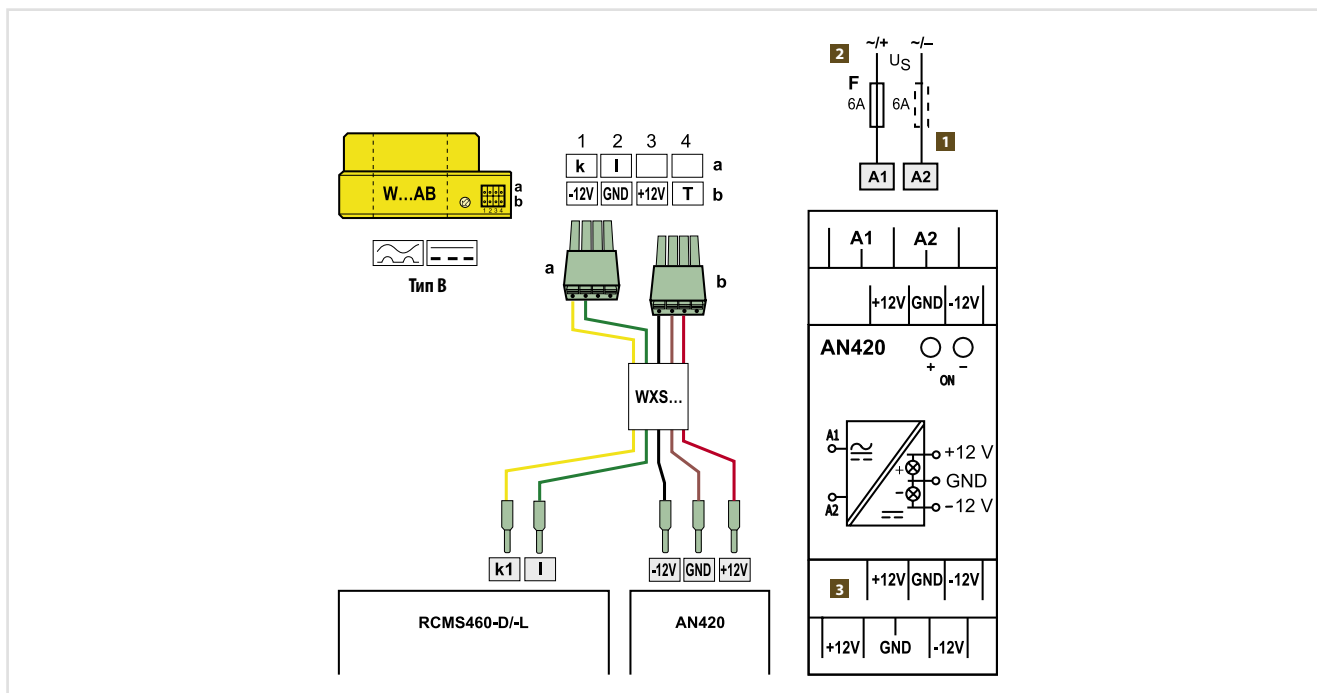 W...AB
a
b
1 2 3 4
Тип B
1 2 3 4
k l a
-12V GND +12V T b
a
b
WXS...
k1 l
-12V GND +12V
RCMS460-D/-L
AN420
2
~/+ ~/–
US
F
6A 6A
1
A1 A2
A1 A2
+12V GND -12V
AN420
+ –
ON
A1
A2
+ –
+12 V
GND
–12 V
3
+12V GND -12V
+12V GND -12V